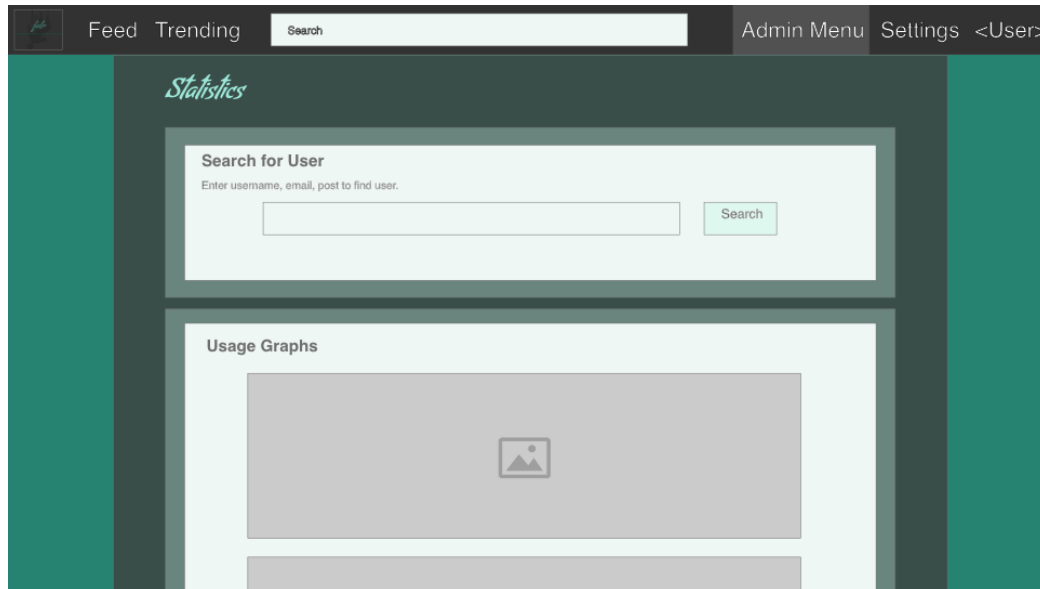 Feed Trending Search Admin Menu Settings <User>
Statistics
Search for User
Enter username, email, post to find user.
Search
Usage Graphs